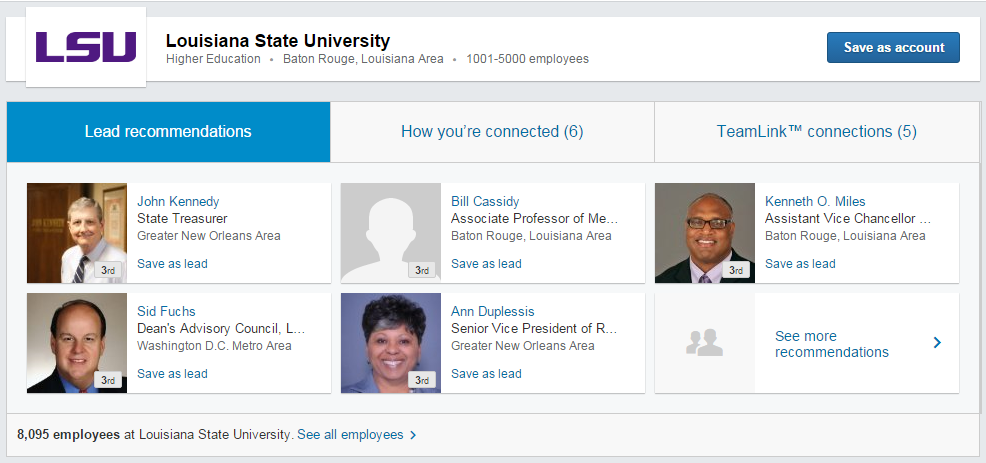 LSU
Louisiana State University
Higher Education • Baton Rouge, Louisiana Area • 1001-5000 employees
Save as account
Lead recommendations
How you're connected (6)
TeamLink™ connections (5)
John Kennedy
State Treasurer
Greater New Orleans Area
3rd
Save as lead
Bill Cassidy
Associate Professor of Me...
Baton Rouge, Louisiana Area
3rd
Save as lead
Kenneth O. Miles
Assistant Vice Chancellor ...
Baton Rouge, Louisiana Area
3rd
Save as lead
Sid Fuchs
Dean's Advisory Council, L...
Washington D.C. Metro Area
3rd
Save as lead
Ann Duplessis
Senior Vice President of R...
Greater New Orleans Area
3rd
Save as lead
See more
recommendations
8,095 employees at Louisiana State University. See all employees >